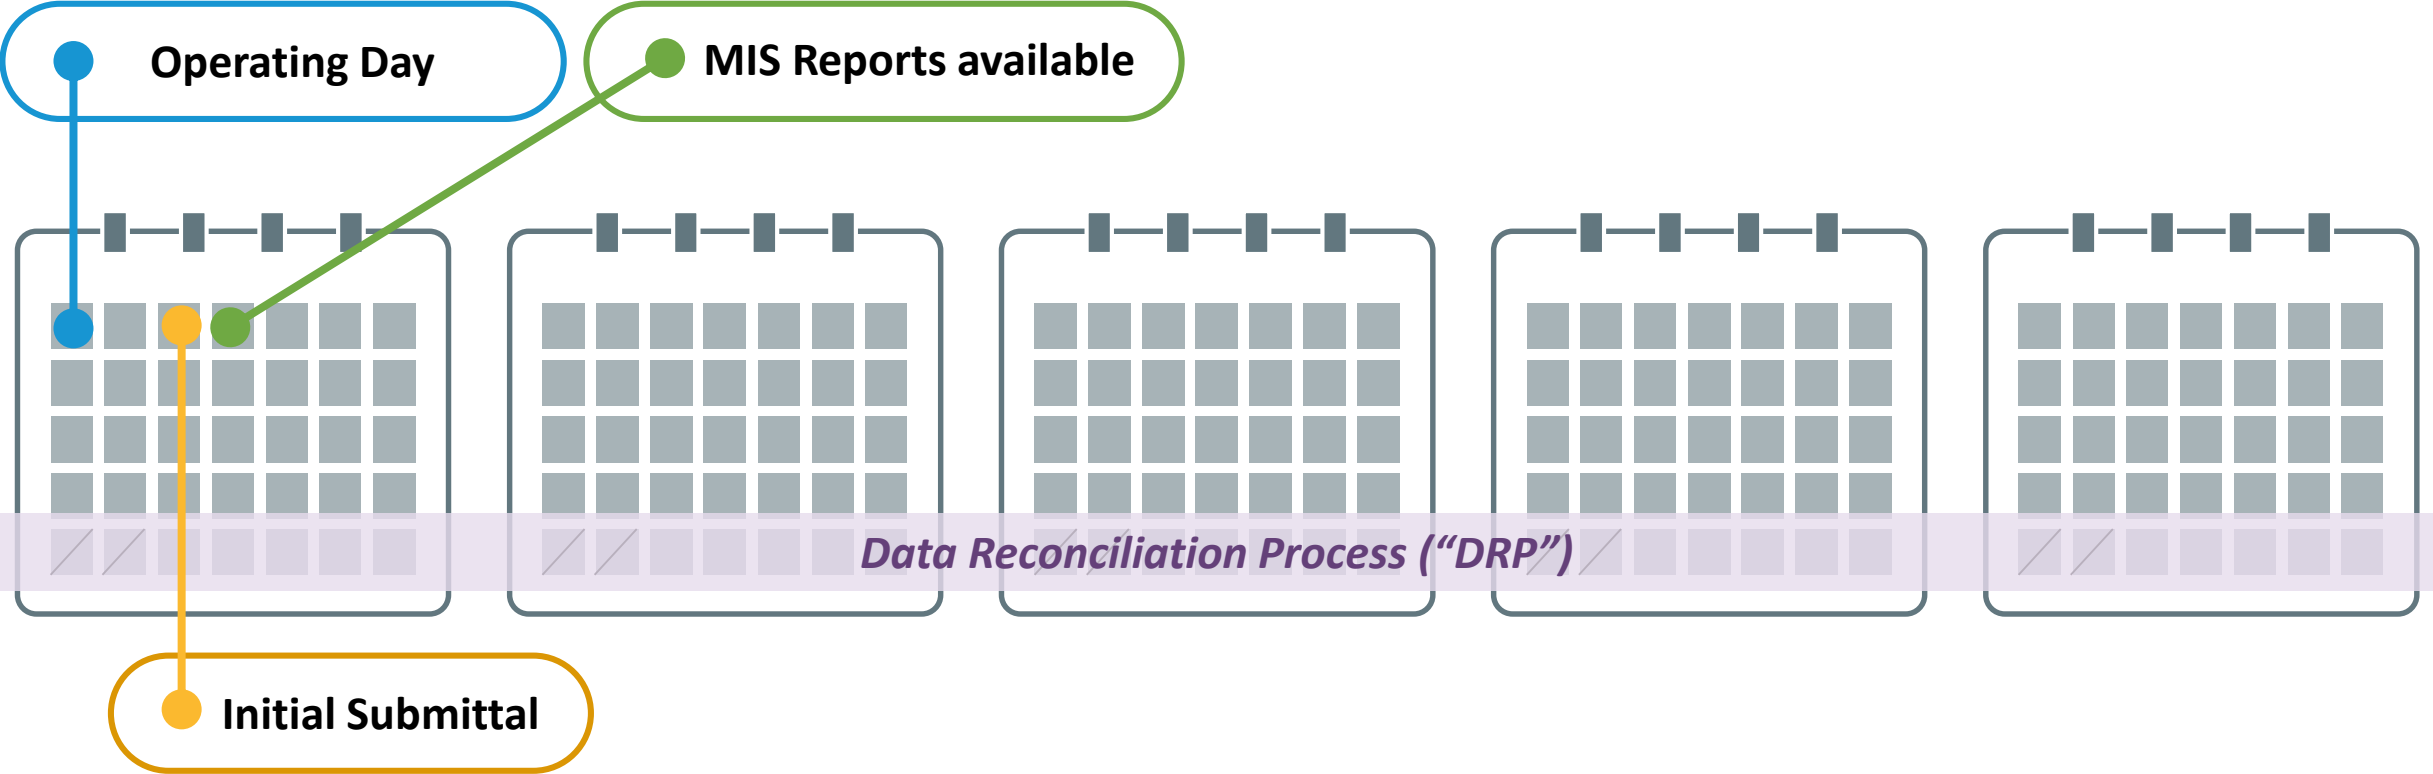 Operating Day
MIS Reports available
Data Reconciliation Process (“DRP”)
Initial Submittal